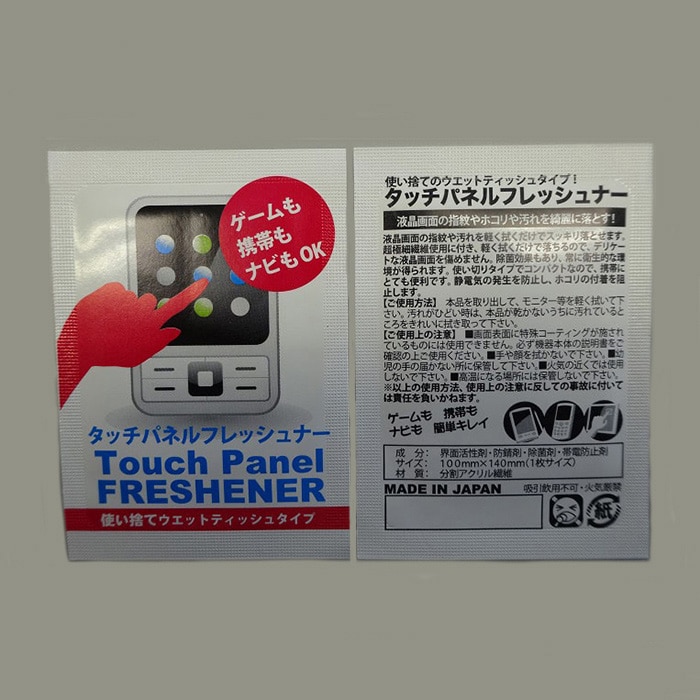 ゲームも
携帯も
ナビもOK
タッチパネルフレッシュナー
Touch Panel
FRESHENER
使い捨てウエットティッシュタイプ
使い捨てのウエットティッシュタイプ！
タッチパネルフレッシュナー
液晶画面の指紋やホコリや汚れを綺麗に落とす!
液晶画面の指紋や汚れを軽く拭くだけでスッキリ落とせます。
超極細繊維使用に付き、軽く拭くだけで落ちるので、デリケー
トな液晶画面を傷めません。除菌効果もあり、常に衛生的な環
境が得られます。使い切りタイプでコンパクトなので、携帯に
とても便利です。静電気の発生を防止し、ホコリの付着を阻
止します。
【ご使用方法】 本品を取り出して、モニター等を軽く拭いて下
さい。汚れがひどい時は、本品が乾かないうちに汚れていると
ころをきれいに拭き取って下さい。
【ご使用上の注意】 ■画面表面に特殊コーティングが施され
ているものには使用できません。必ず機器本体の説明書をご
確認の上ご使用ください。■手や顔を拭かないで下さい。■幼
児の手の届かない所に保管して下さい。■火気の近くでは使用
しないで下さい。■高温になる場所には保管しないで下さい。
※以上の使用方法、使用上の注意に反しての事故に付いて
は責任を負いかねます。
ゲームも 携帯も
ナビも 簡単キレイ
成 分： 界面活性剤・防錆剤・除菌剤・帯電防止剤
サイズ： 100mm×140mm(1枚サイズ)
材 質： 分割アクリル繊維
MADE IN JAPAN 吸引飲用不可・火気厳禁
紙